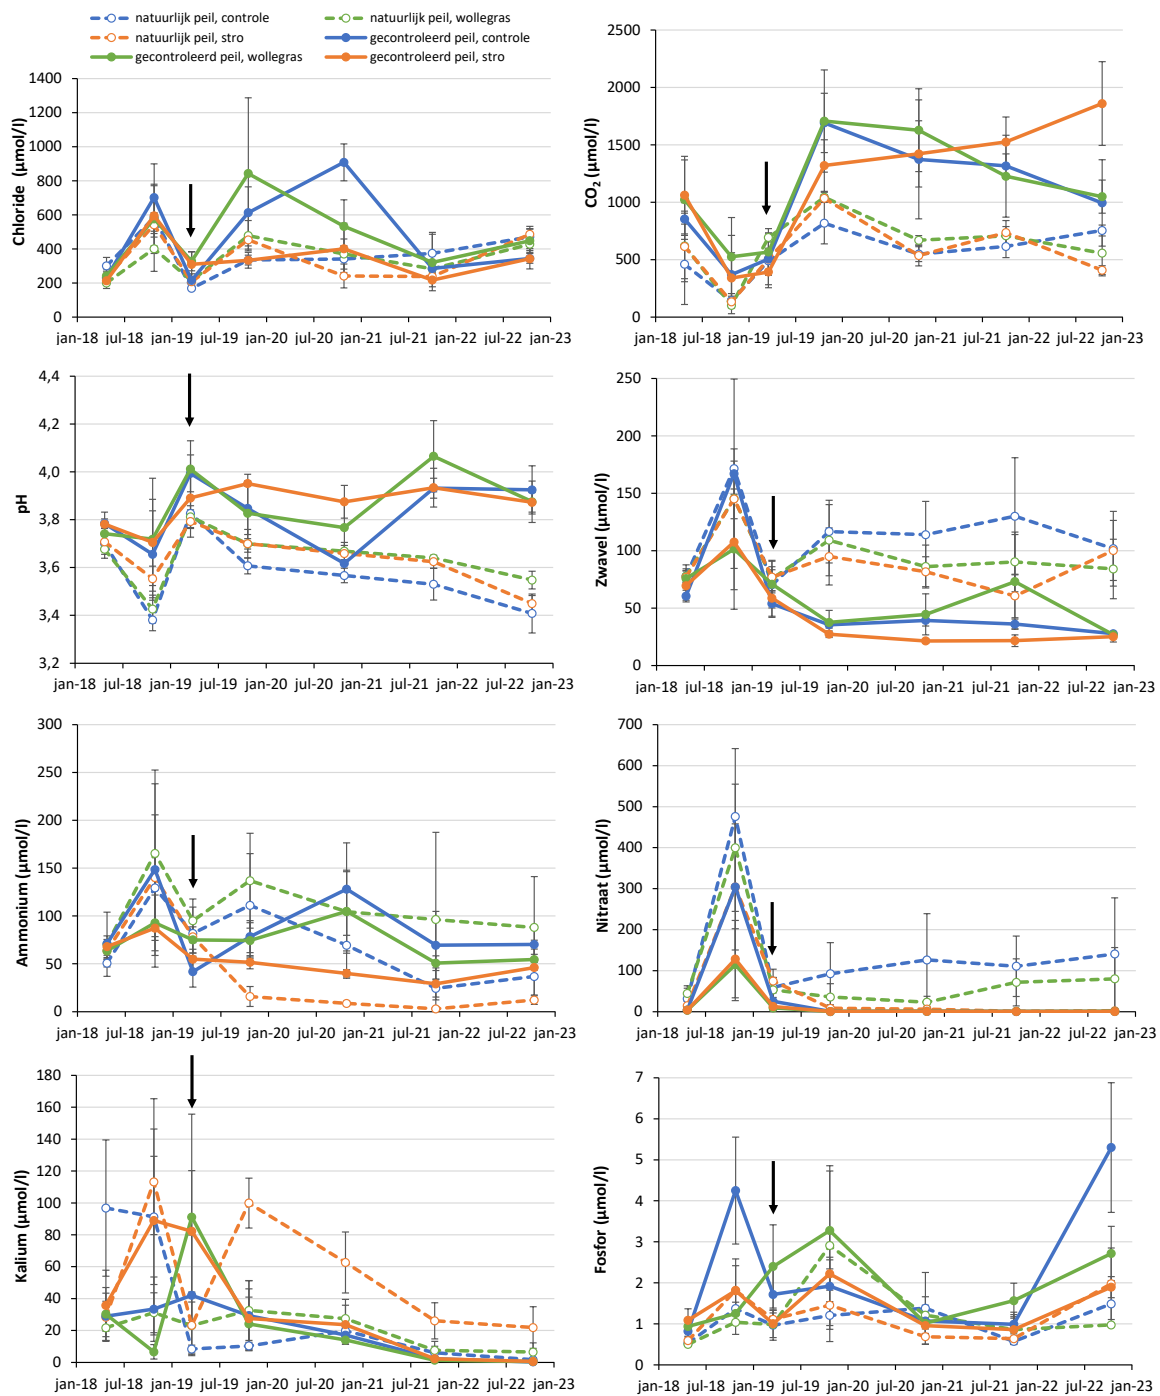 natuurlijk peil, controle
natuurlijk peil, wollegras
natuurlijk peil, stro
gecontroleerd peil, controle
gecontroleerd peil, wollegras
gecontroleerd peil, stro
Chloride (µmol/l)
1400
1200
1000
800
600
400
200
0
jan-18 jul-18 jan-19 jul-19 jan-20 jul-20 jan-21 jul-21 jan-22 jul-22 jan-23
CO2 (µmol/l)
2500
2000
1500
1000
500
0
jan-18 jul-18 jan-19 jul-19 jan-20 jul-20 jan-21 jul-21 jan-22 jul-22 jan-23
pH
4,4
4,2
4,0
3,8
3,6
3,4
3,2
jan-18 jul-18 jan-19 jul-19 jan-20 jul-20 jan-21 jul-21 jan-22 jul-22 jan-23
Zwavel (µmol/l)
250
200
150
100
50
0
jan-18 jul-18 jan-19 jul-19 jan-20 jul-20 jan-21 jul-21 jan-22 jul-22 jan-23
Ammonium (µmol/l)
300
250
200
150
100
50
0
jan-18 jul-18 jan-19 jul-19 jan-20 jul-20 jan-21 jul-21 jan-22 jul-22 jan-23
Nitraat (µmol/l)
700
600
500
400
300
200
100
0
jan-18 jul-18 jan-19 jul-19 jan-20 jul-20 jan-21 jul-21 jan-22 jul-22 jan-23
Kalium (µmol/l)
180
160
140
120
100
80
60
40
20
0
jan-18 jul-18 jan-19 jul-19 jan-20 jul-20 jan-21 jul-21 jan-22 jul-22 jan-23
Fosfor (µmol/l)
7
6
5
4
3
2
1
0
jan-18 jul-18 jan-19 jul-19 jan-20 jul-20 jan-21 jul-21 jan-22 jul-22 jan-23